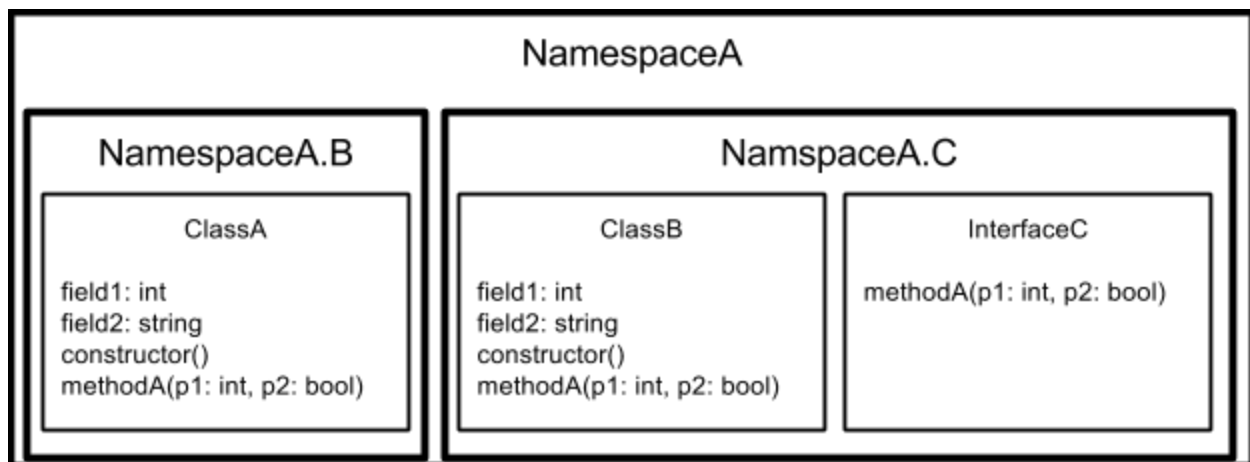 NamespaceA
NamespaceA.B
NamspaceA.C
ClassA
field1: int
field2: string
constructor()
methodA(p1: int, p2: bool)
ClassB
field1: int
field2: string
constructor()
methodA(p1: int, p2: bool)
InterfaceC
methodA(p1: int, p2: bool)